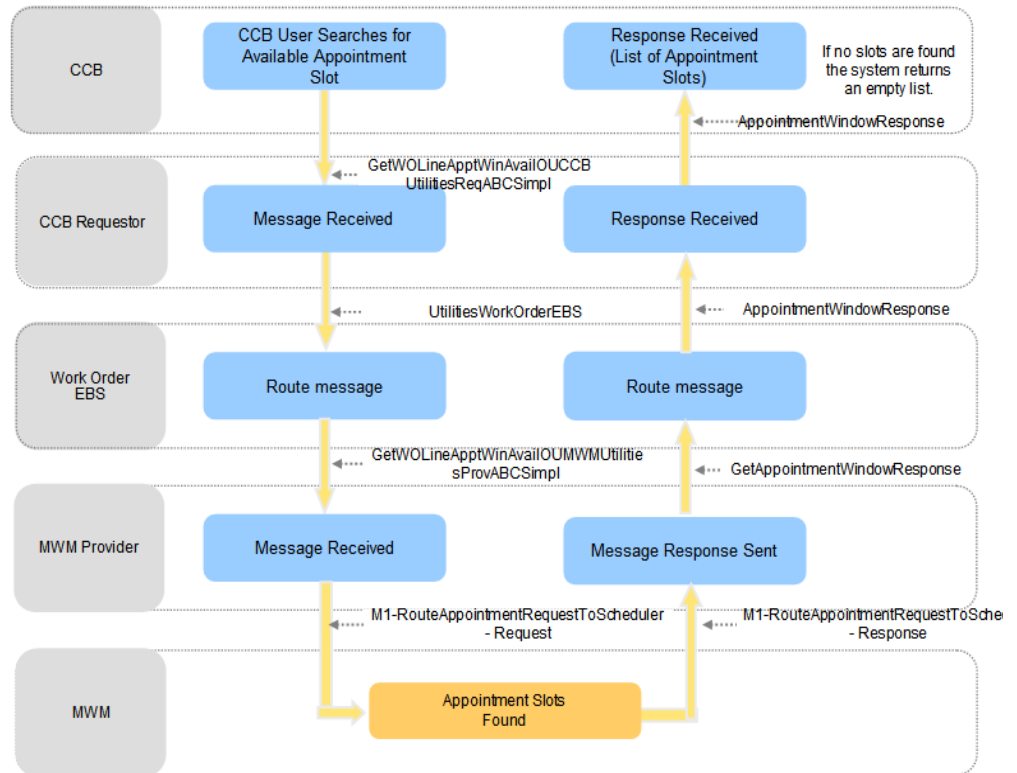 CCB
CCB User Searches for
Available Appointment
Slot
Response Received
(List of Appointment
Slots)
If no slots are found
the system returns
an empty list.
AppointmentWindowResponse
GetWOLineApptWinAvailOUCCB
UtilitiesReqABCSimpl
CCB Requestor
Message Received
Response Received
UtilitiesWorkOrderEBS
AppointmentWindowResponse
Work Order
EBS
Route message
Route message
GetWOLineApptWinAvailOUMWMUtilitie
sProvABCSimpl
GetAppointmentWindowResponse
MWM Provider
Message Received
Message Response Sent
M1-RouteAppointmentRequestToScheduler
- Request
M1-RouteAppointmentRequestToSche
- Response
MWM
Appointment Slots
Found